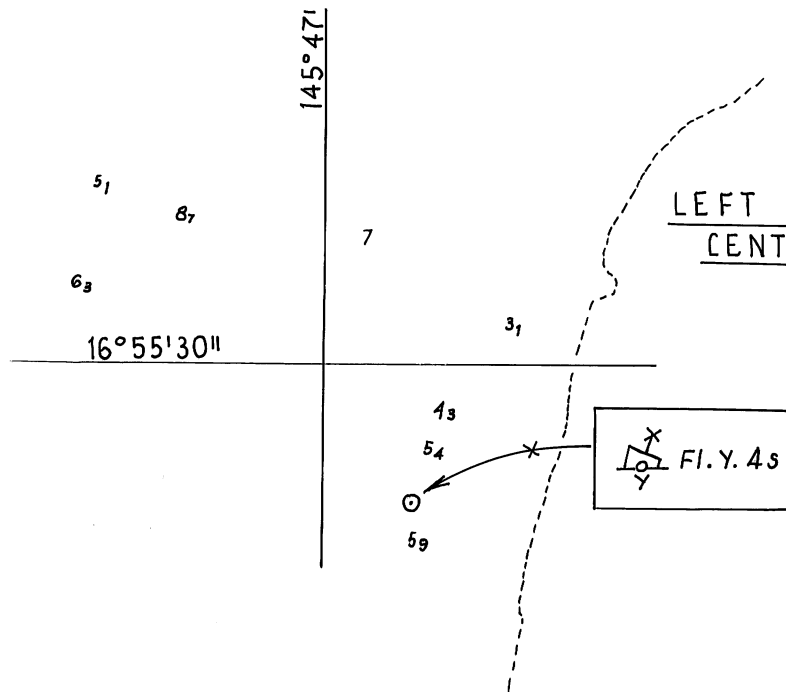 145°47'
5₁
8₇
7
LEFT
CENT
6₃
3₁
16°55'30"
4₃
5₄
Fl. Y. 4s
Y
5₉